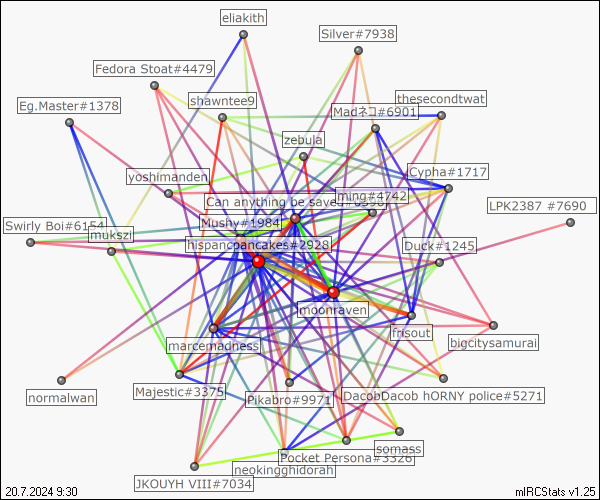 eliakith
Silver#7938
Fedora Stoat#4479
Eg.Master#1378
shawntee9
thesecondtwat
Madネコ#6901
zebula
yoshimanden
Cypha#1717
ming#4742
Can anything be saved
LPK2387 #7690
Swirly Boi#6154
Mushy#1984
mukszi
hispancpancakes#2928
Duck#1245
moonraven
frisout
marcemadness
bigcitysamurai
normalwan
Majestic#3375
Pikabro#9971
DacobDacob hORNY police#5271
somass
Pocket Persona#3326
neokinghidorah
JKOUYH VIII#7034
20.7.2024 9:30
mIRCStats v1.25